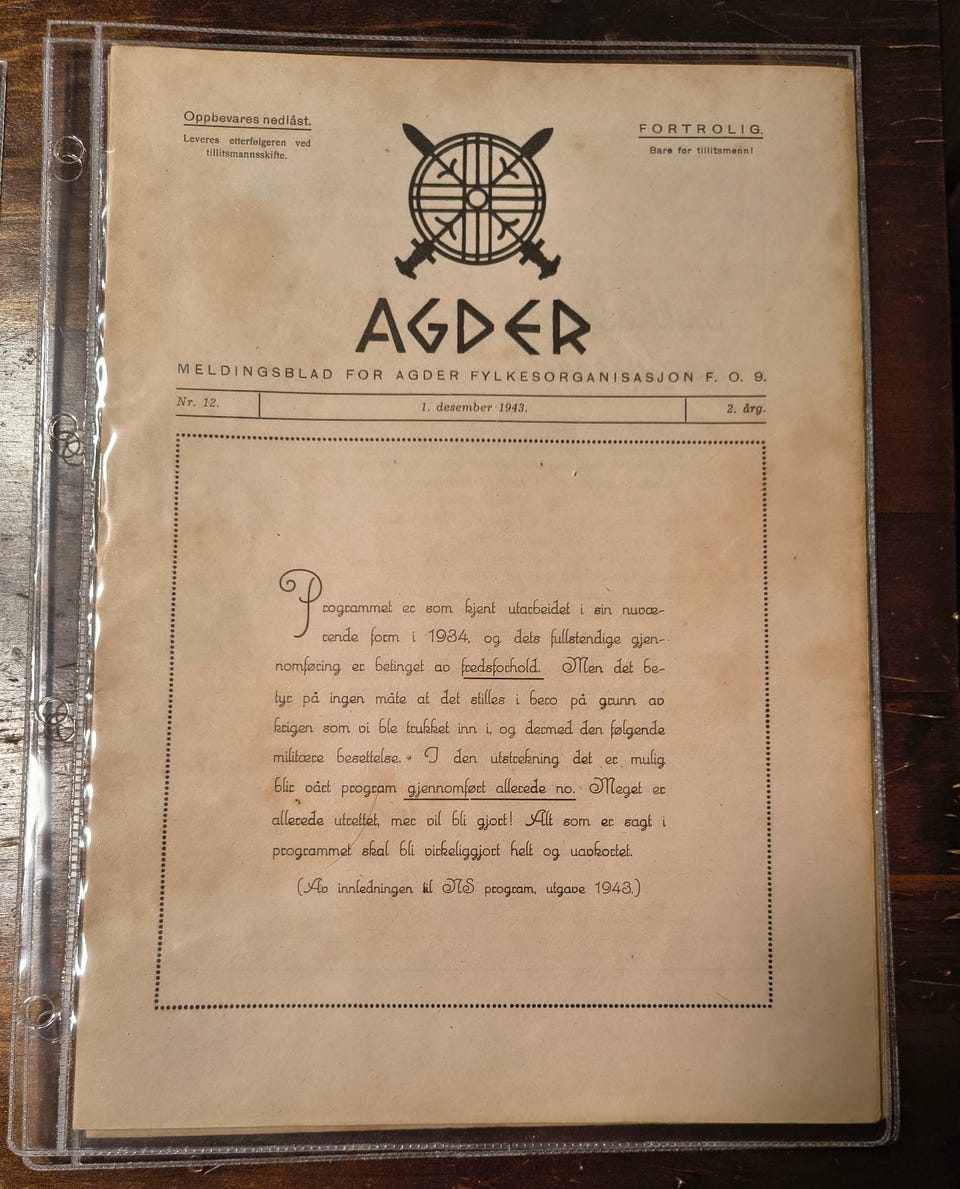 Oppbevares nedlåst.
Leveres etterfølgeren ved
tillitsmannsskifte.
FORTROLIG.
Bare for tillitsmenn!
AGDER
MELDINGSBLAD FOR AGDER FYLKESORGANISASJON F. O. 9.
Nr. 12.
1. desember 1943.
2. årg.
Programmet er som kjent utarbeidet i sin nuvæ-
rende form i 1934, og dets fullstendige gjen-
nomføring er betinget av fredsforhold. Men det be-
tyr på ingen måte at det stilles i bero på grunn av
krigen som vi ble trukket inn i, og dermed den følgende
militære besettelse. I den utstrekning det er mulig
blir vårt program gjennomført allerede no. Meget er
allerede utrettet, mer vil bli gjort! Alt som er sagt i
programmet skal bli virkeliggjort helt og uavkortet.
(Av innledningen til NS program, utgave 1943.)